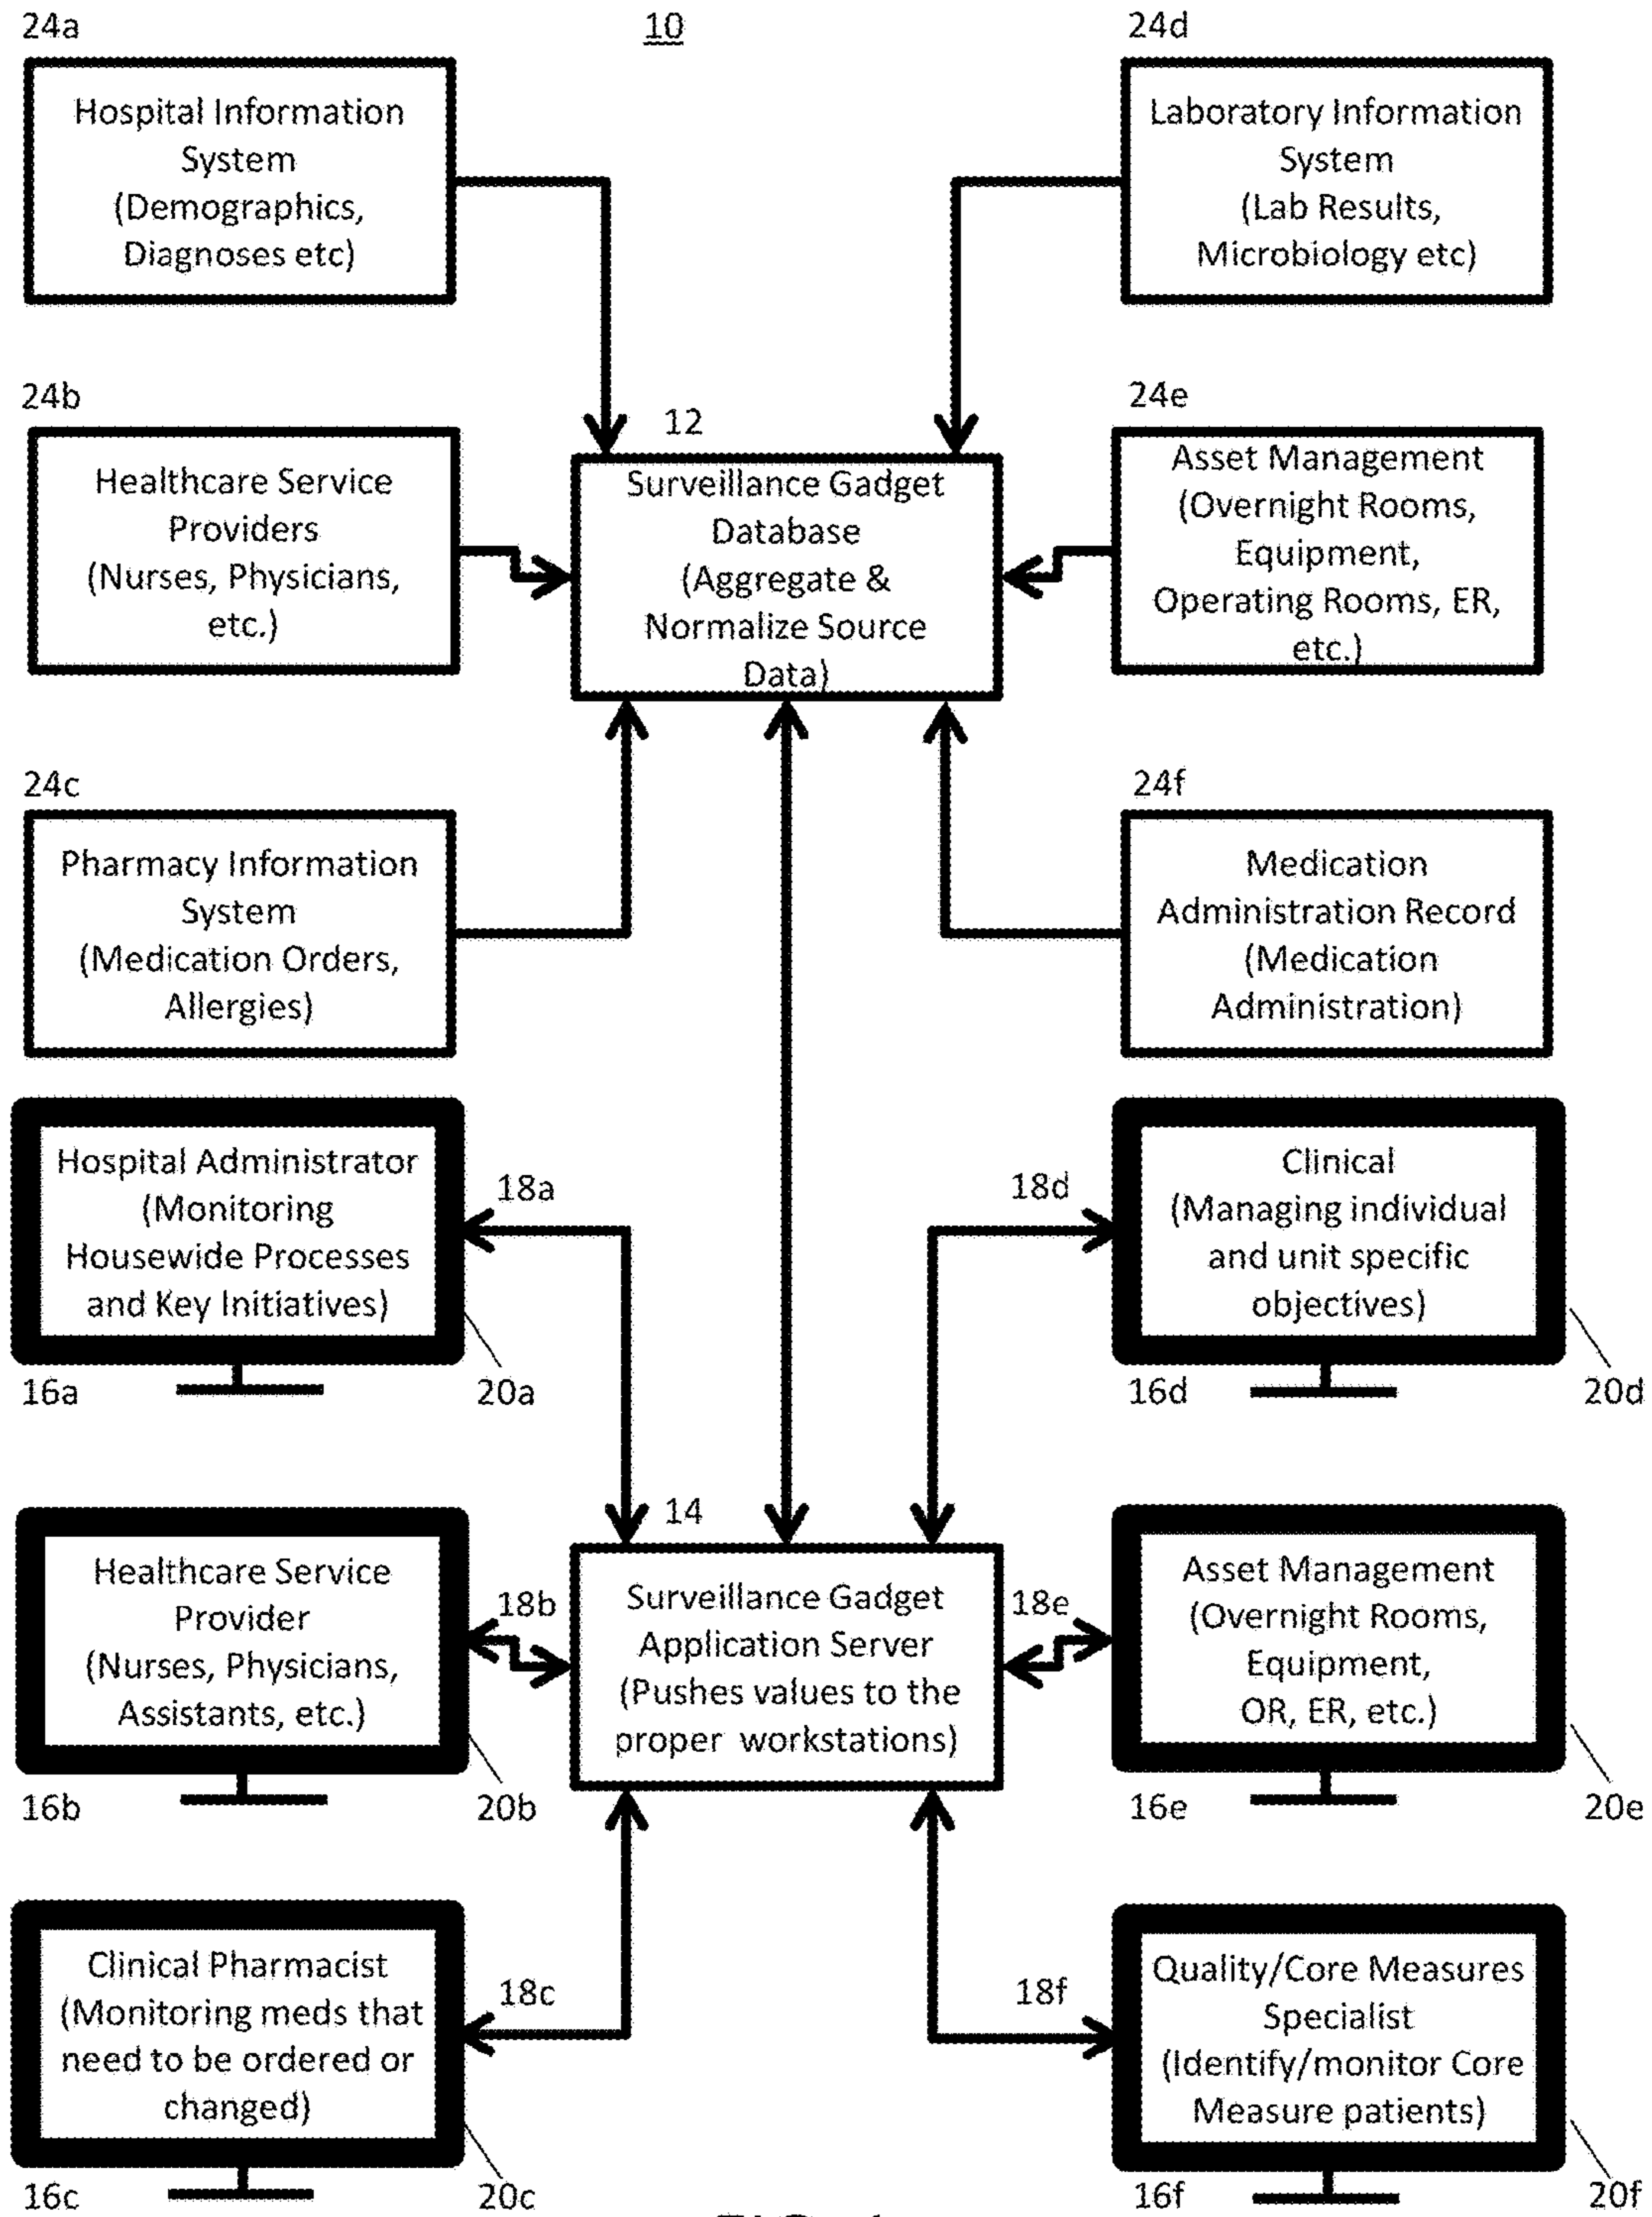 24a
10
24d
Hospital Information
System
(Demographics,
Diagnoses etc)
Laboratory Information
System
(Lab Results,
Microbiology etc)
24b
12
24e
Healthcare Service
Providers
(Nurses, Physicians,
etc.)
Surveillance Gadget
Database
(Aggregate &
Normalize Source
Data)
Asset Management
(Overnight Rooms,
Equipment,
Operating Rooms, ER,
etc.)
24c
24f
Pharmacy Information
System
(Medication Orders,
Allergies)
Medication
Administration Record
(Medication
Administration)
Hospital Administrator
(Monitoring
Housewide Processes
and Key Initiatives)
18a
18d
Clinical
(Managing individual
and unit specific
objectives)
16a
20a
16d
20d
14
Healthcare Service
Provider
(Nurses, Physicians,
Assistants, etc.)
18b
Surveillance Gadget
Application Server
(Pushes values to the
proper workstations)
18e
Asset Management
(Overnight Rooms,
Equipment,
OR, ER, etc.)
16b
20b
16e
20e
Clinical Pharmacist
(Monitoring meds that
need to be ordered or
changed)
18c
18f
Quality/Core Measures
Specialist
(Identify/monitor Core
Measure patients)
16c
20c
16f
20f